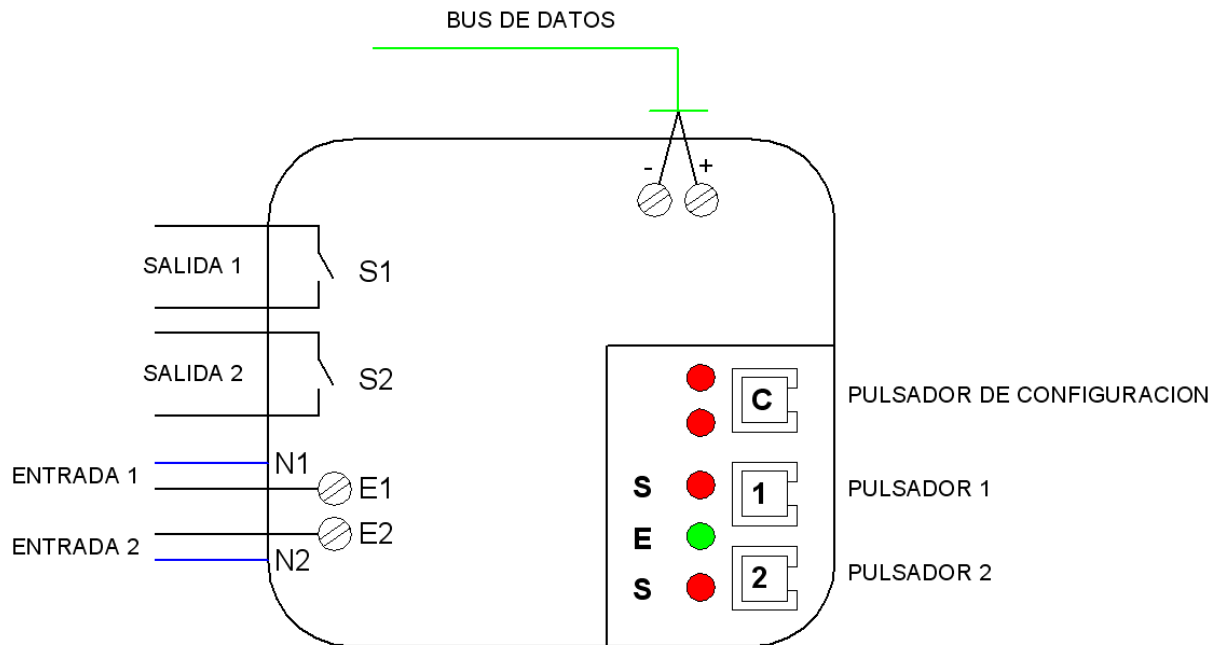 BUS DE DATOS
- +
SALIDA 1
S1
SALIDA 2
S2
C
PULSADOR DE CONFIGURACION
ENTRADA 1
N1
E1
S
1
PULSADOR 1
E
ENTRADA 2
E2
N2
S
2
PULSADOR 2